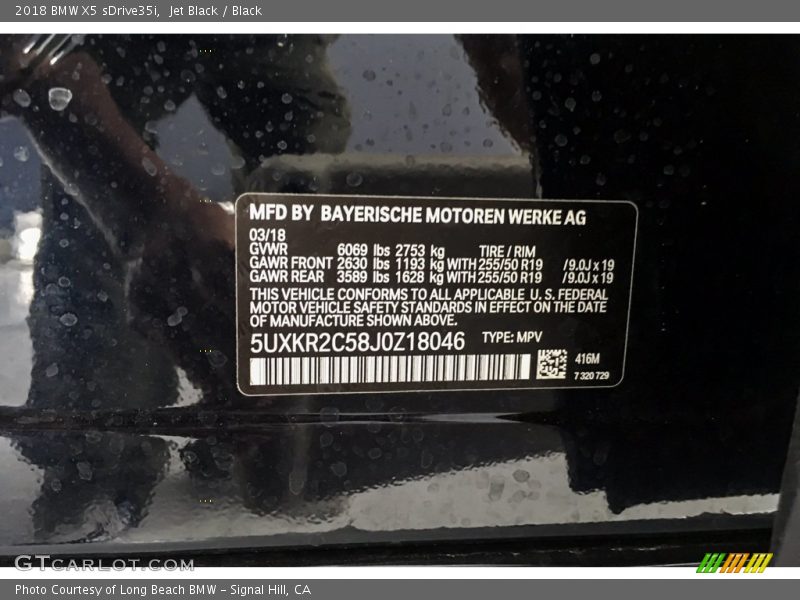 2018 BMW X5 sDrive35i, Jet Black / Black
MFD BY BAYERISCHE MOTOREN WERKE AG
03/18
GVWR 6069 lbs 2753 kg TIRE / RIM
GAWR FRONT 2630 lbs 1193 kg WITH 255/50 R19 /9.0J x 19
GAWR REAR 3589 lbs 1628 kg WITH 255/50 R19 /9.0J x 19
THIS VEHICLE CONFORMS TO ALL APPLICABLE U.S. FEDERAL
MOTOR VEHICLE SAFETY STANDARDS IN EFFECT ON THE DATE
OF MANUFACTURE SHOWN ABOVE.
5UXKR2C58J0Z18046 TYPE: MPV
416M
7 320 729
GTCARLOT.COM
Photo Courtesy of Long Beach BMW - Signal Hill, CA